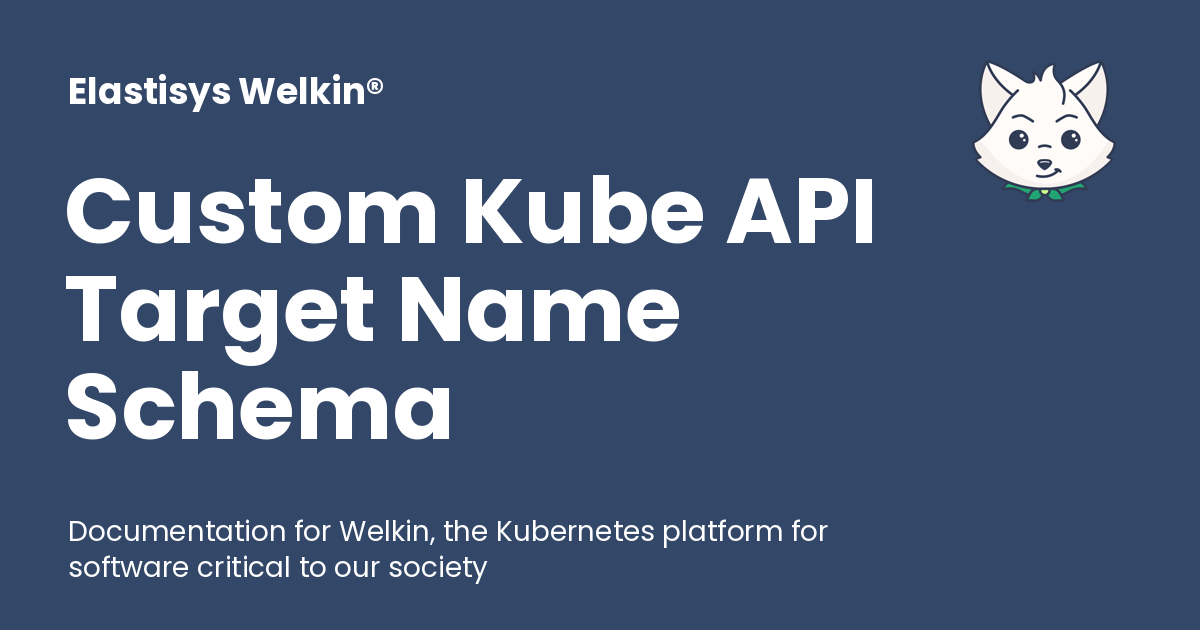 Elastisys Welkin®
Custom Kube API
Target Name
Schema
Documentation for Welkin, the Kubernetes platform for
software critical to our society